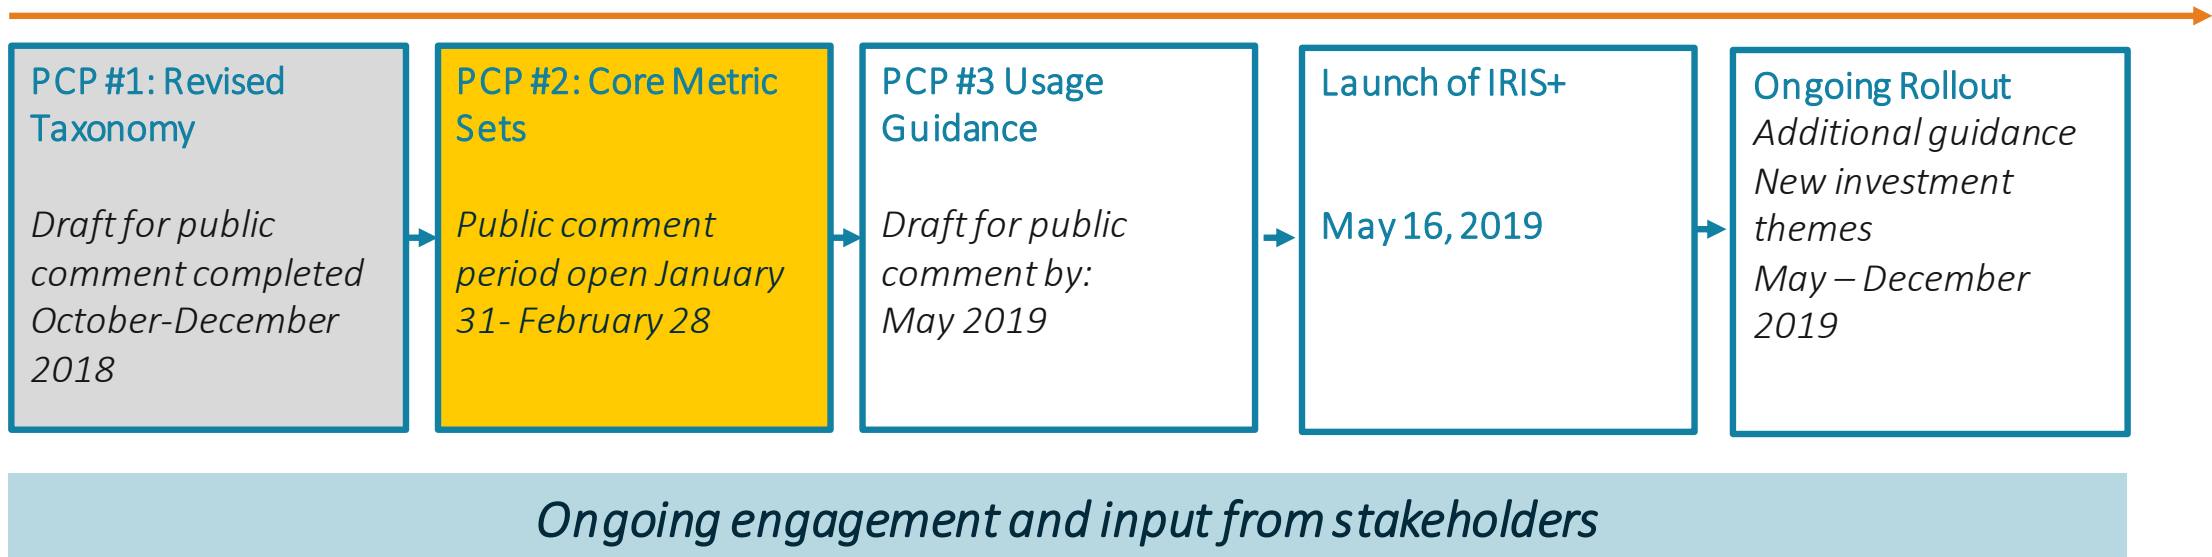 PCP #1: Revised
Taxonomy
Draft for public
comment completed
October-December
2018
PCP #2: Core Metric
Sets
Public comment
period open January
31- February 28
PCP #3 Usage
Guidance
Draft for public
comment by:
May 2019
Launch of IRIS+
May 16, 2019
Ongoing Rollout
Additional guidance
New investment
themes
May – December
2019
Ongoing engagement and input from stakeholders